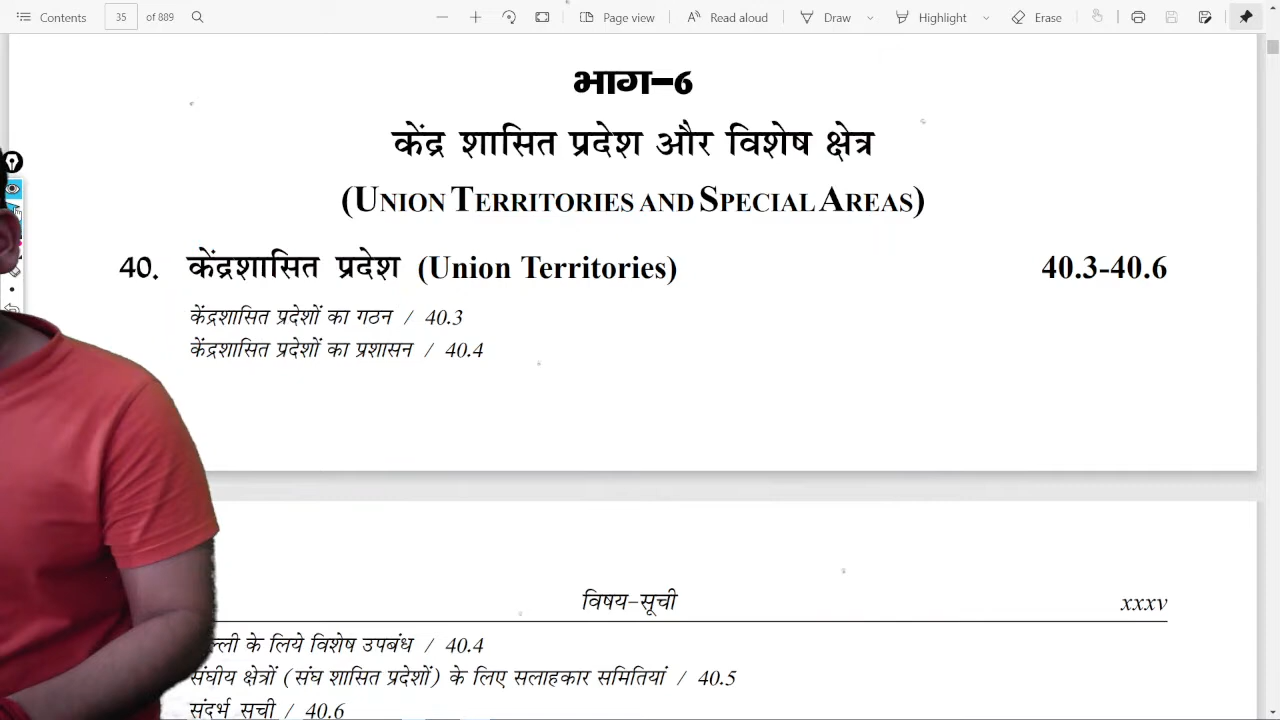 Contents 35 of 889 Page view Read aloud Draw Highlight Erase
भाग-6
केंद्र शासित प्रदेश और विशेष क्षेत्र
(UNION TERRITORIES AND SPECIAL AREAS)
40. केंद्रशासित प्रदेश (Union Territories) 40.3-40.6
केंद्रशासित प्रदेशों का गठन / 40.3
केंद्रशासित प्रदेशों का प्रशासन / 40.4
विषय-सूची xxxv
के लिये विशेष उपबंध / 40.4
संघीय क्षेत्रों (संघ शासित प्रदेशों) के लिए सलाहकार समितियां / 40.5
संदर्भ सूची / 40.6